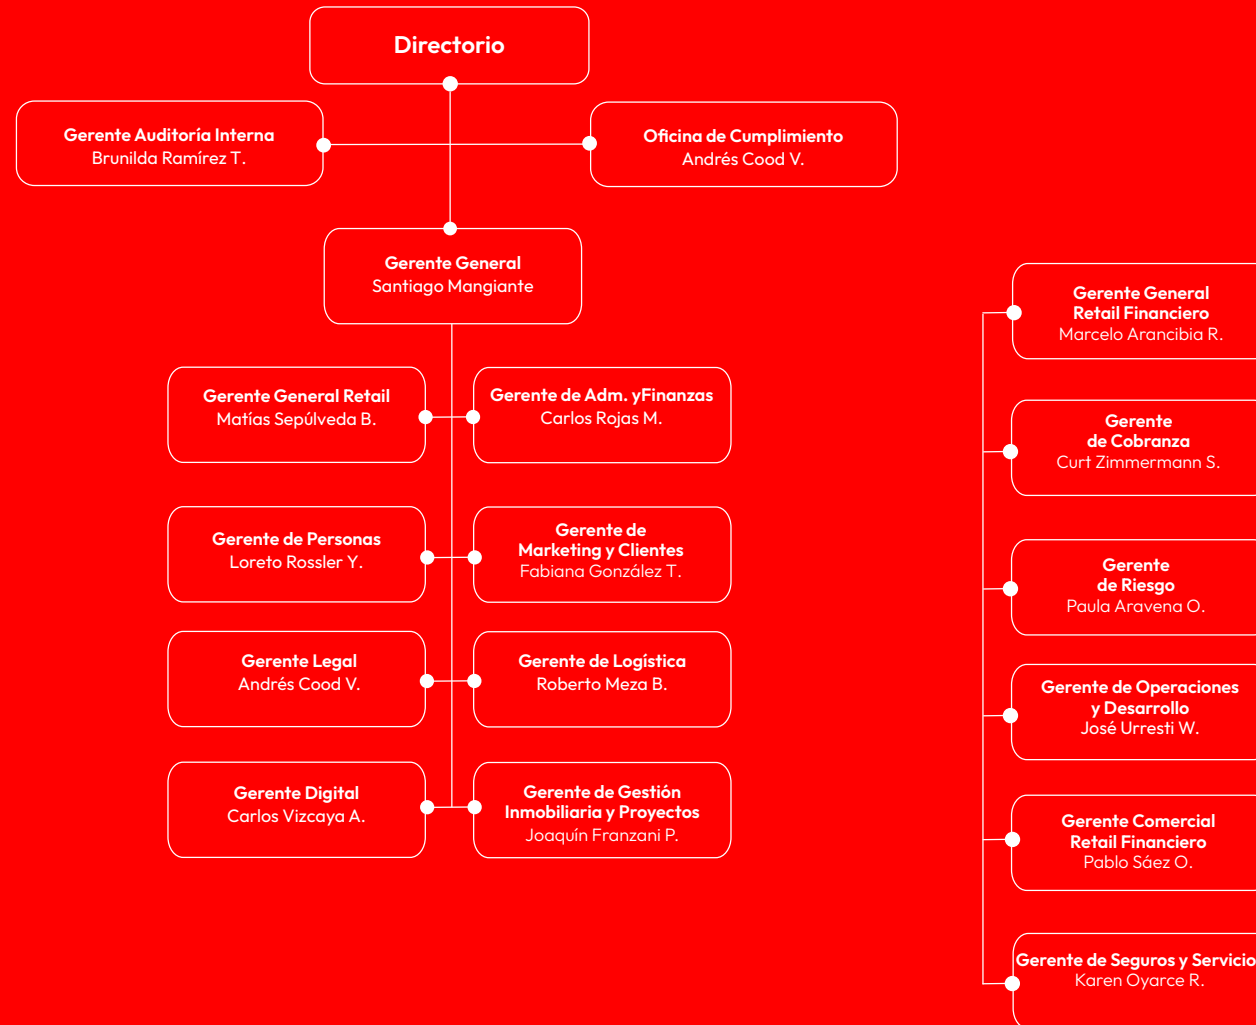 Directorio
Gerente Auditoría Interna
Brunilda Ramírez T.
Oficina de Cumplimiento
Andrés Cood V.
Gerente General
Santiago Mangiante
Gerente General Retail
Matías Sepúlveda B.
Gerente de Adm. yFinanzas
Carlos Rojas M.
Gerente de Personas
Loreto Rossler Y.
Gerente de
Marketing y Clientes
Fabiana González T.
Gerente Legal
Andrés Cood V.
Gerente de Logística
Roberto Meza B.
Gerente Digital
Carlos Vizcaya A.
Gerente de Gestión
Inmobiliaria y Proyectos
Joaquín Franzani P.
Gerente General
Retail Financiero
Marcelo Arancibia R.
Gerente
de Cobranza
Curt Zimmermann S.
Gerente
de Riesgo
Paula Aravena O.
Gerente de Operaciones
y Desarrollo
José Urresti W.
Gerente Comercial
Retail Financiero
Pablo Sáez O.
Gerente de Seguros y Servicio
Karen Oyarce R.